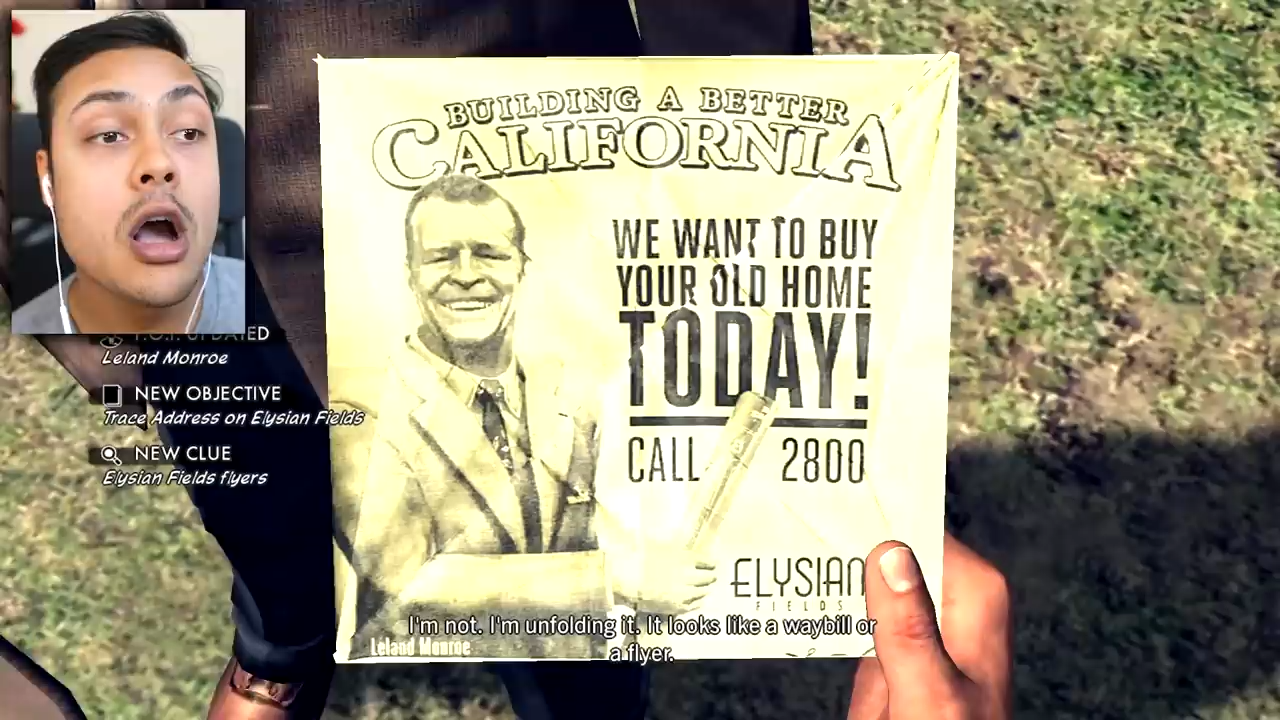 BUILDING A BETTER
CALIFORNIA
WE WANT TO BUY
YOUR OLD HOME
TODAY!
CALL 2800
ELYSIAN
FIELDS
Leland Monroe
P.O.I. UPDATED
Leland Monroe
NEW OBJECTIVE
Trace Address on Elysian Fields
NEW CLUE
Elysian Fields flyers
I'm not. I'm unfolding it. It looks like a waybill or
a flyer.